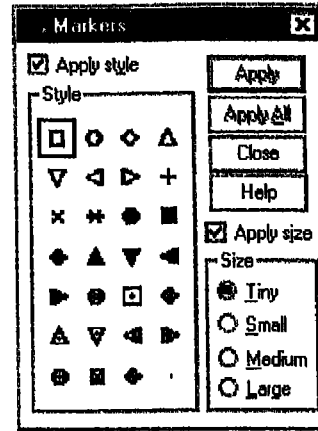 Markers
Apply style
Style
Apply
Apply All
Close
Help
Apply size
Size
Tiny
Small
Medium
Large